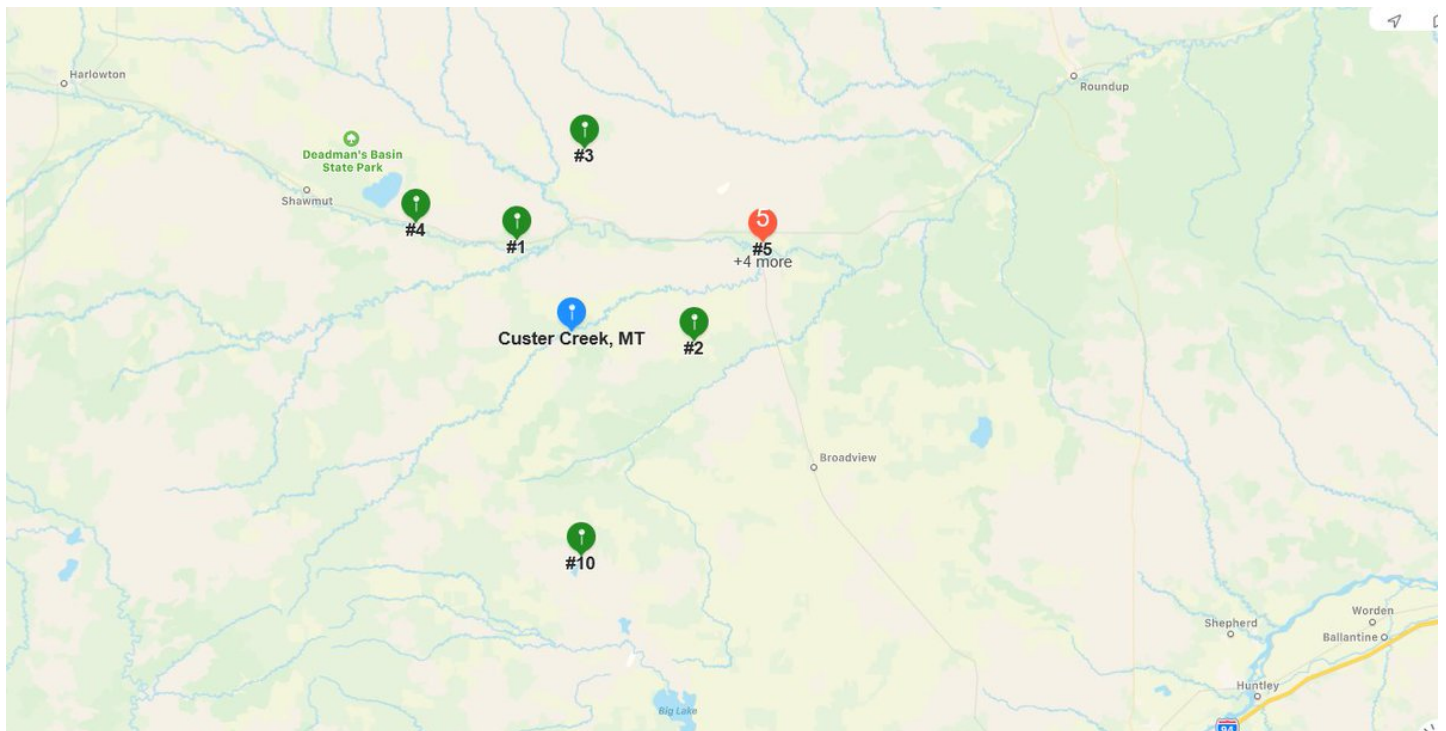 Harlowton
Roundup
Deadman's Basin
State Park
#3
Shawmut
#4
#1
5
#5
+4 more
Custer Creek, MT
#2
Broadview
#10
Worden
Shepherd
Ballantine
Huntley
Big Lake
94